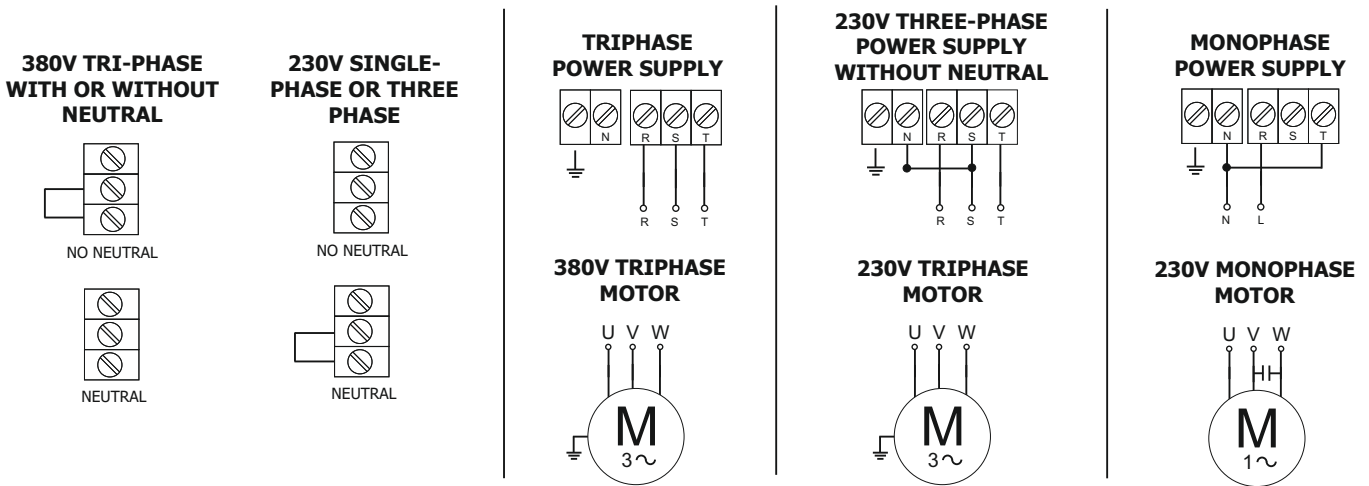 380V TRI-PHASE
WITH OR WITHOUT
NEUTRAL
NO NEUTRAL
NEUTRAL
230V SINGLE-
PHASE OR THREE
PHASE
NO NEUTRAL
NEUTRAL
TRIPHASE
POWER SUPPLY
N R S T
R S T
380V TRIPHASE
MOTOR
U V W
M
3~
230V THREE-PHASE
POWER SUPPLY
WITHOUT NEUTRAL
N R S T
R S T
230V TRIPHASE
MOTOR
U V W
M
3~
MONOPHASE
POWER SUPPLY
N R S T
N L
230V MONOPHASE
MOTOR
U V W
M
1~